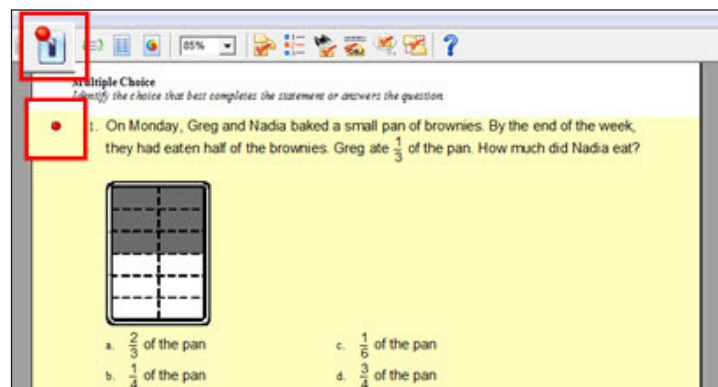 85%
?
Multiple Choice
Identify the choice that best completes the statement or answers the question.
1. On Monday, Greg and Nadia baked a small pan of brownies. By the end of the week,
they had eaten half of the brownies. Greg ate 1/3 of the pan. How much did Nadia eat?
a. 2/3 of the pan
c. 1/6 of the pan
b. 1/4 of the pan
d. 3/4 of the pan